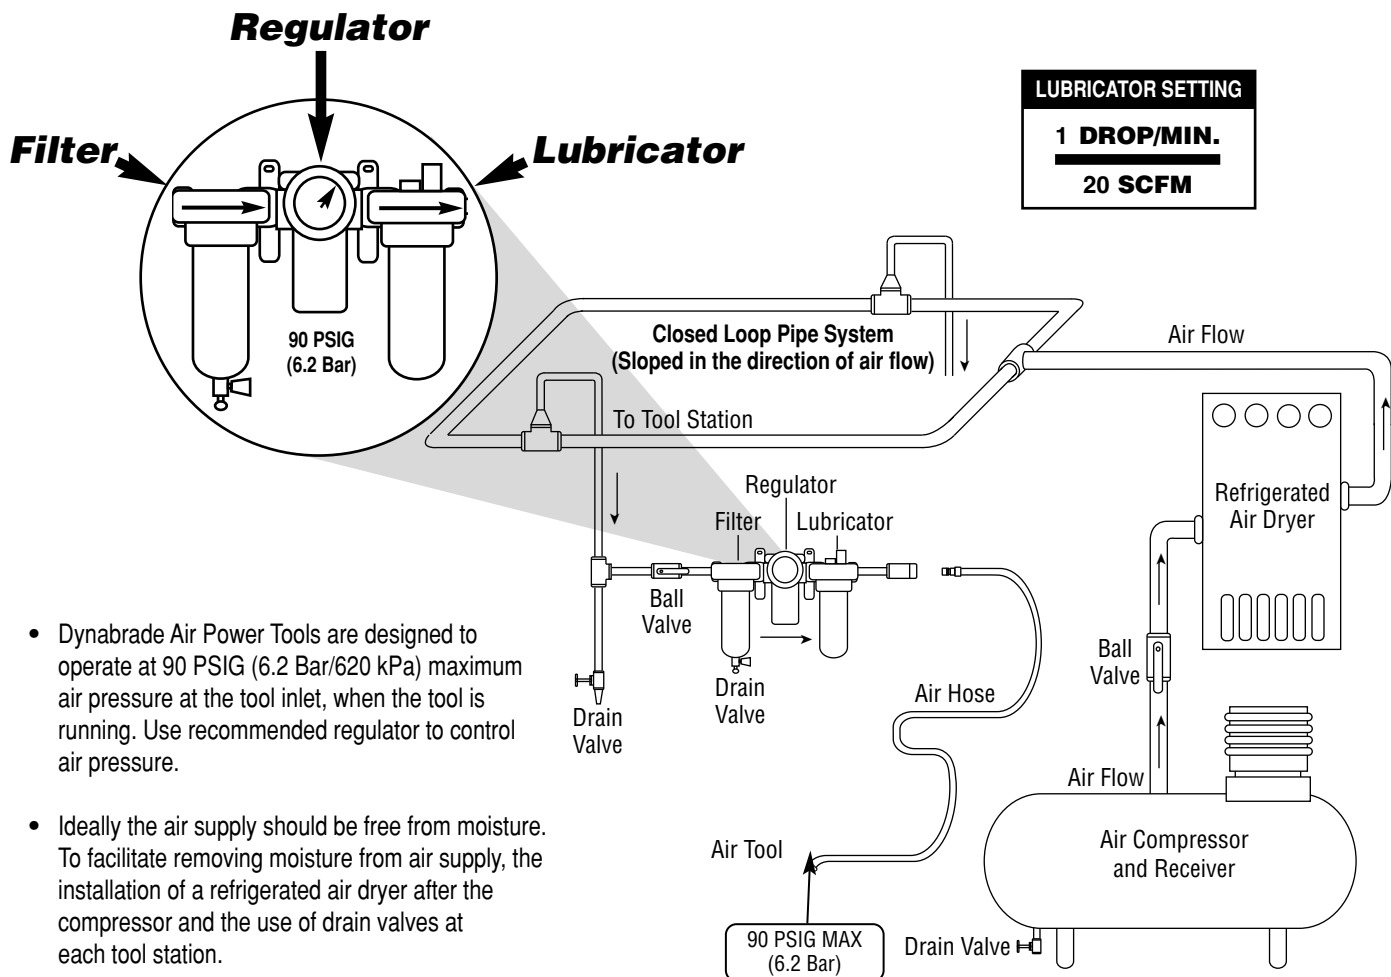 Regulator
Filter
Lubricator
90 PSIG
(6.2 Bar)
LUBRICATOR SETTING
1 DROP/MIN.
20 SCFM
Closed Loop Pipe System
(Sloped in the direction of air flow)
Air Flow
To Tool Station
Refrigerated
Air Dryer
Regulator
Filter
Lubricator
Ball
Valve
Drain
Valve
Drain
Valve
Air Hose
Ball
Valve
Air Flow
Air Compressor
and Receiver
Air Tool
90 PSIG MAX
(6.2 Bar)
Drain Valve
• Dynabrade Air Power Tools are designed to
operate at 90 PSIG (6.2 Bar/620 kPa) maximum
air pressure at the tool inlet, when the tool is
running. Use recommended regulator to control
air pressure.
• Ideally the air supply should be free from moisture.
To facilitate removing moisture from air supply, the
installation of a refrigerated air dryer after the
compressor and the use of drain valves at
each tool station.